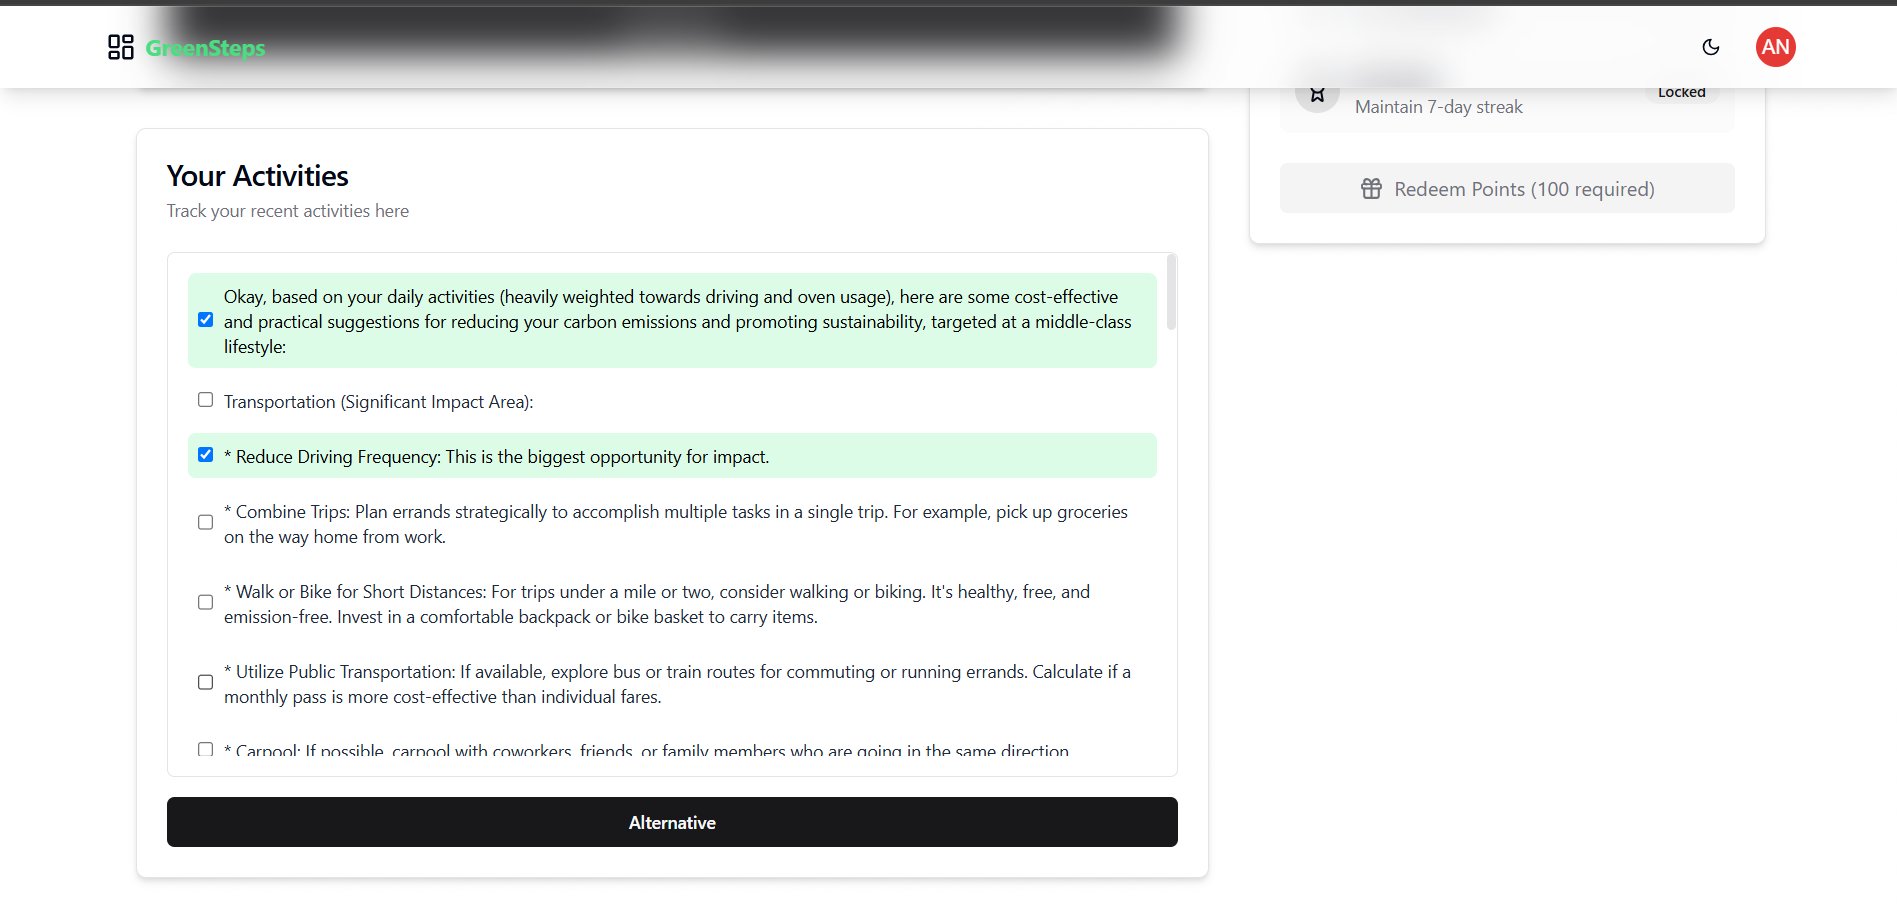 GreenSteps
AN
Locked
Maintain 7-day streak
Redeem Points (100 required)
Your Activities
Track your recent activities here
Okay, based on your daily activities (heavily weighted towards driving and oven usage), here are some cost-effective
and practical suggestions for reducing your carbon emissions and promoting sustainability, targeted at a middle-class
lifestyle:
Transportation (Significant Impact Area):
* Reduce Driving Frequency: This is the biggest opportunity for impact.
* Combine Trips: Plan errands strategically to accomplish multiple tasks in a single trip. For example, pick up groceries
on the way home from work.
* Walk or Bike for Short Distances: For trips under a mile or two, consider walking or biking. It's healthy, free, and
emission-free. Invest in a comfortable backpack or bike basket to carry items.
* Utilize Public Transportation: If available, explore bus or train routes for commuting or running errands. Calculate if a
monthly pass is more cost-effective than individual fares.
* Carpool: If possible, carpool with coworkers, friends, or family members who are going in the same direction
Alternative